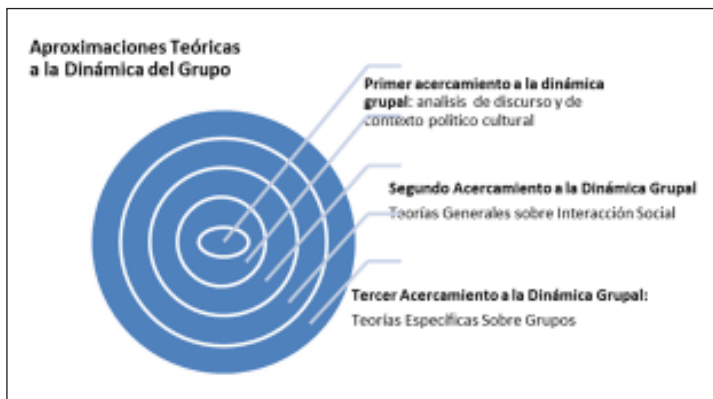 Aproximaciones Teóricas
a la Dinámica del Grupo
Primer acercamiento a la dinámica
grupal: analisis de discurso y de
contexto politico cultural
Segundo Acercamiento a la Dinámica Grupal
Teorías Generales sobre Interacción Social
Tercer Acercamiento a la Dinámica Grupal:
Teorías Específicas Sobre Grupos